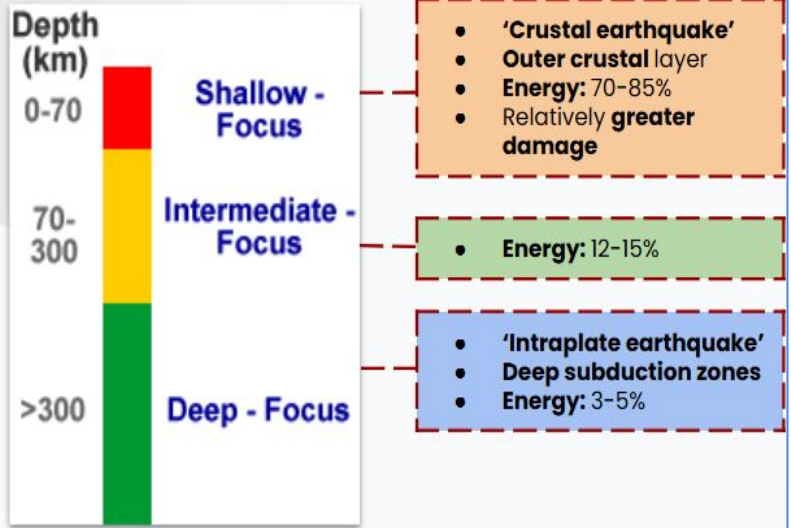 Depth
(km)
0-70
Shallow -
Focus
70-
300
Intermediate -
Focus
>300
Deep - Focus
● ‘Crustal earthquake’
● Outer crustal layer
● Energy: 70-85%
● Relatively greater
damage
● Energy: 12-15%
● ‘Intraplate earthquake’
● Deep subduction zones
● Energy: 3-5%